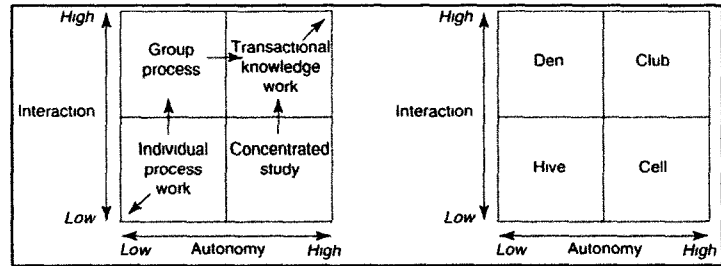 High
Group
process
Transactional
knowledge
work
Interaction
Individual
process
work
Concentrated
study
Low
Low
Autonomy
High
High
Den
Club
Interaction
Hive
Cell
Low
Low
Autonomy
High